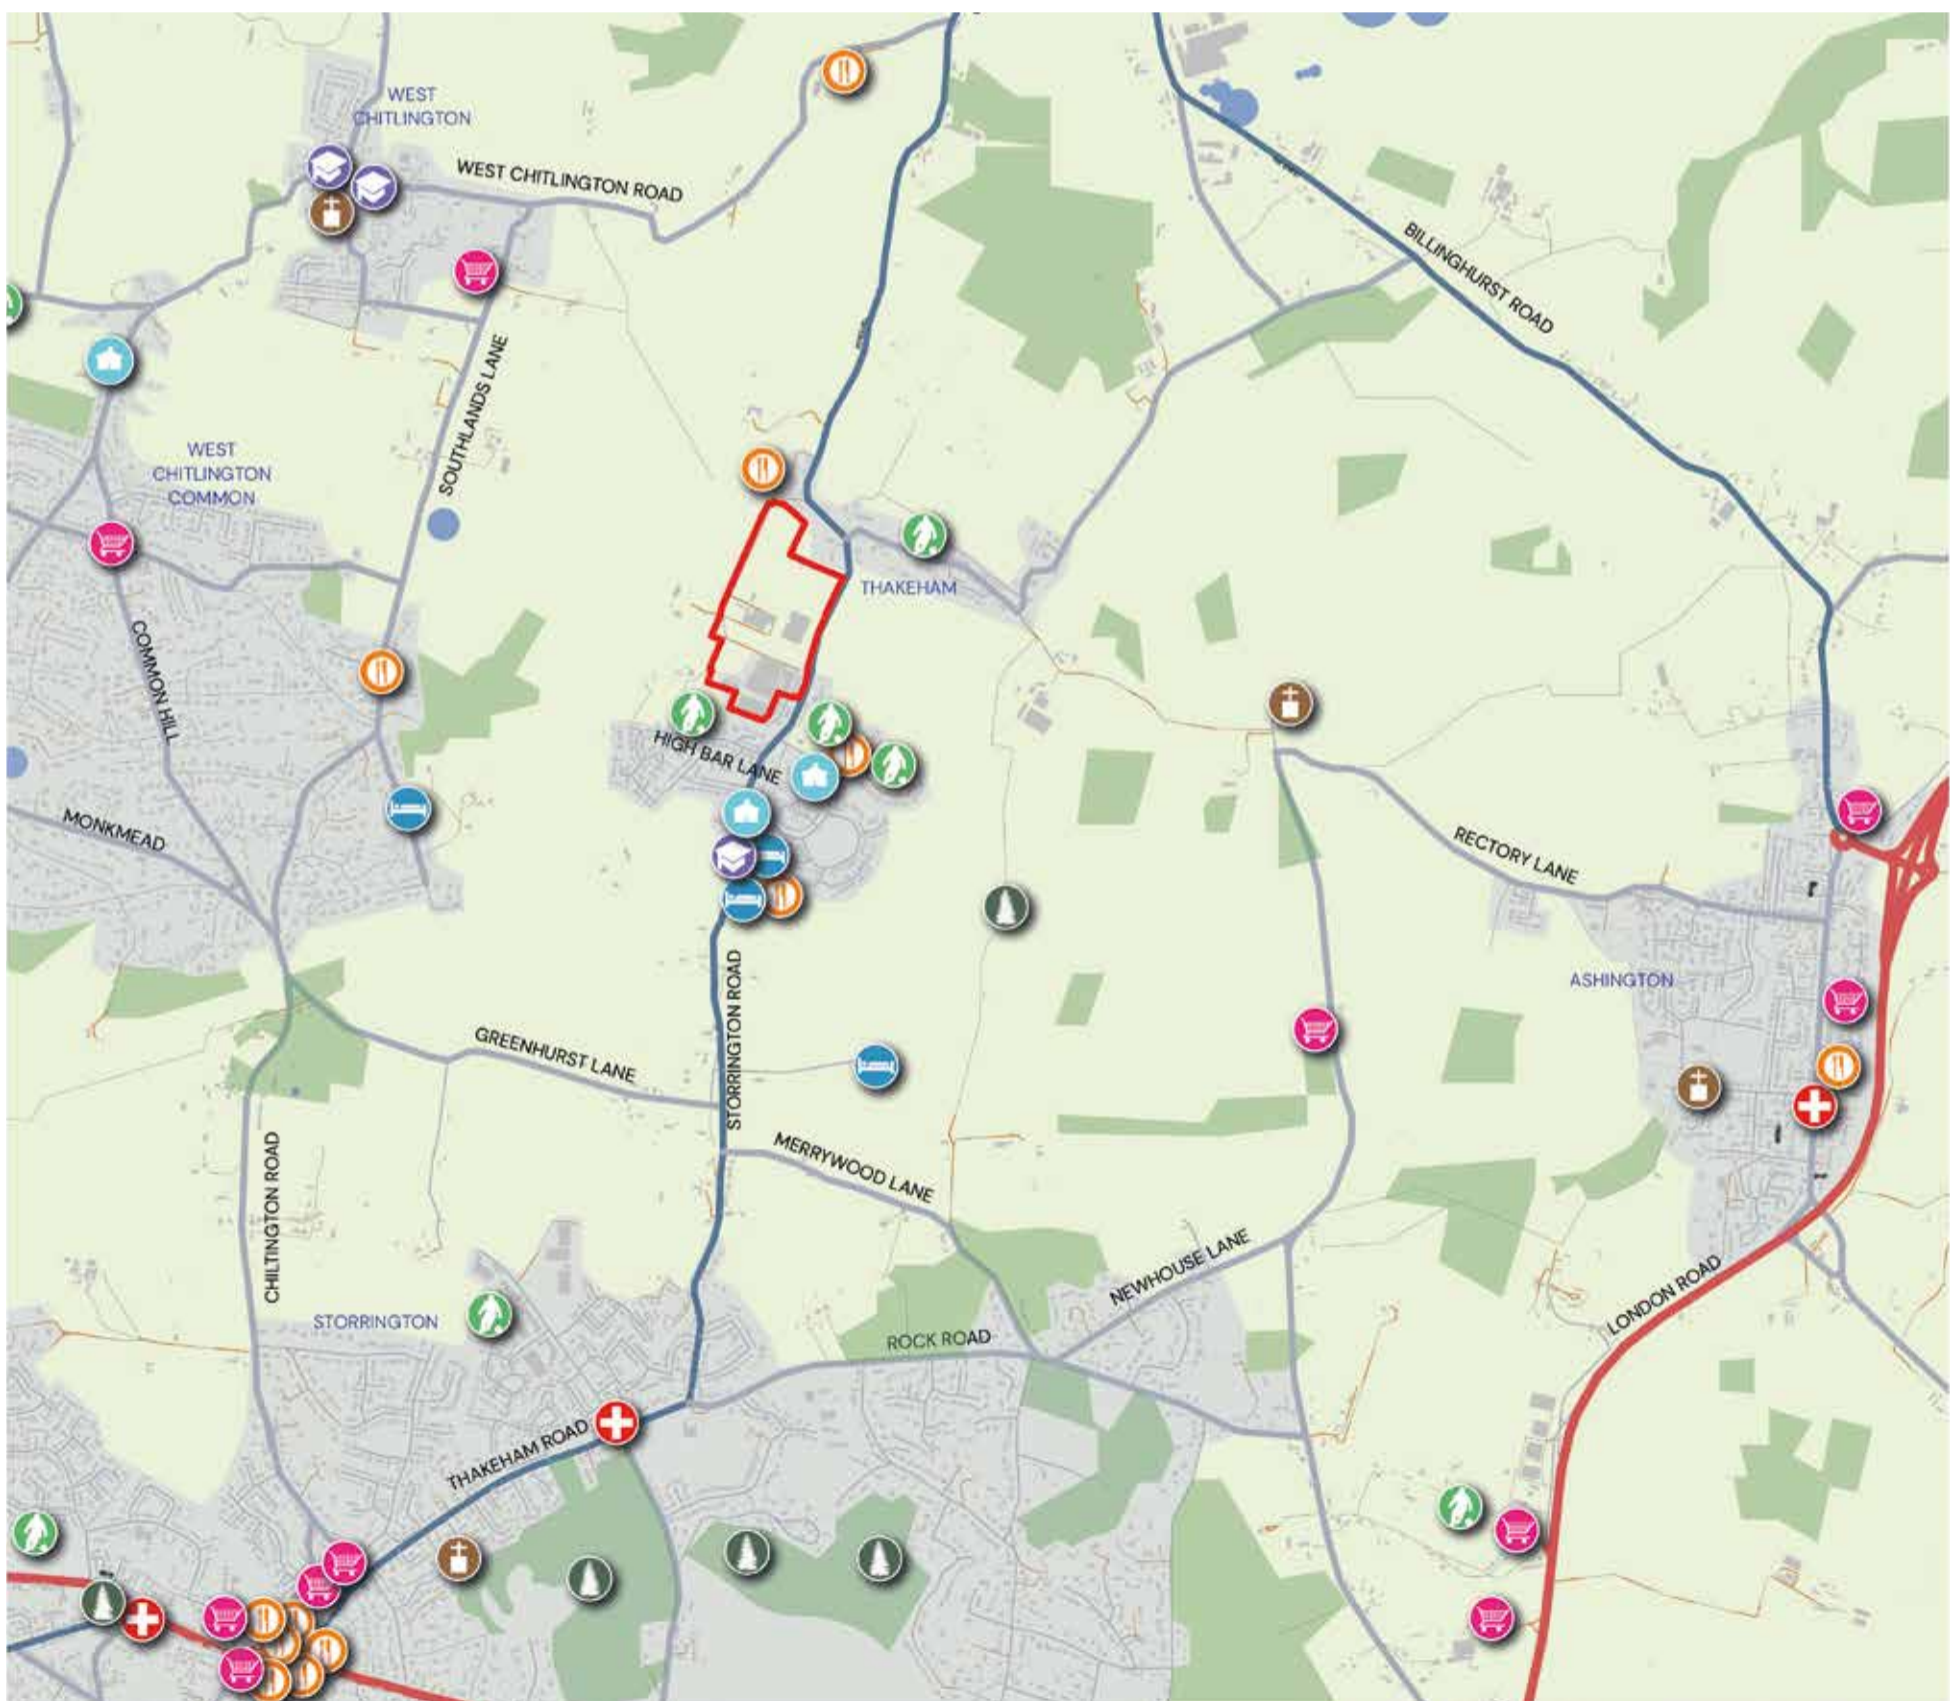 WEST
CHITLINGTON
WEST CHITLINGTON ROAD
BILLINGHURST ROAD
SOUTHLANDS LANE
WEST
CHITLINGTON
COMMON
THAKEHAM
COMMON HILL
HIGH BAR LANE
MONKMEAD
RECTORY LANE
ASHINGTON
STORRINGTON ROAD
GREENHURST LANE
MERRYWOOD LANE
CHILTINGTON ROAD
NEWHOUSE LANE
LONDON ROAD
STORRINGTON
ROCK ROAD
THAKEHAM ROAD